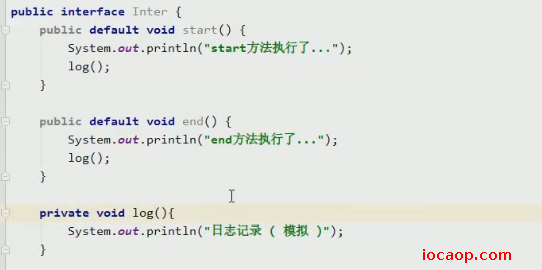 public interface Inter {
    public default void start() {
        System.out.println("start方法执行了...");
        log();
    }
    public default void end() {
        System.out.println("end方法执行了...");
        log();
    }
    private void log(){
        System.out.println("日志记录 ( 模拟 )");
    }
iocaop.com